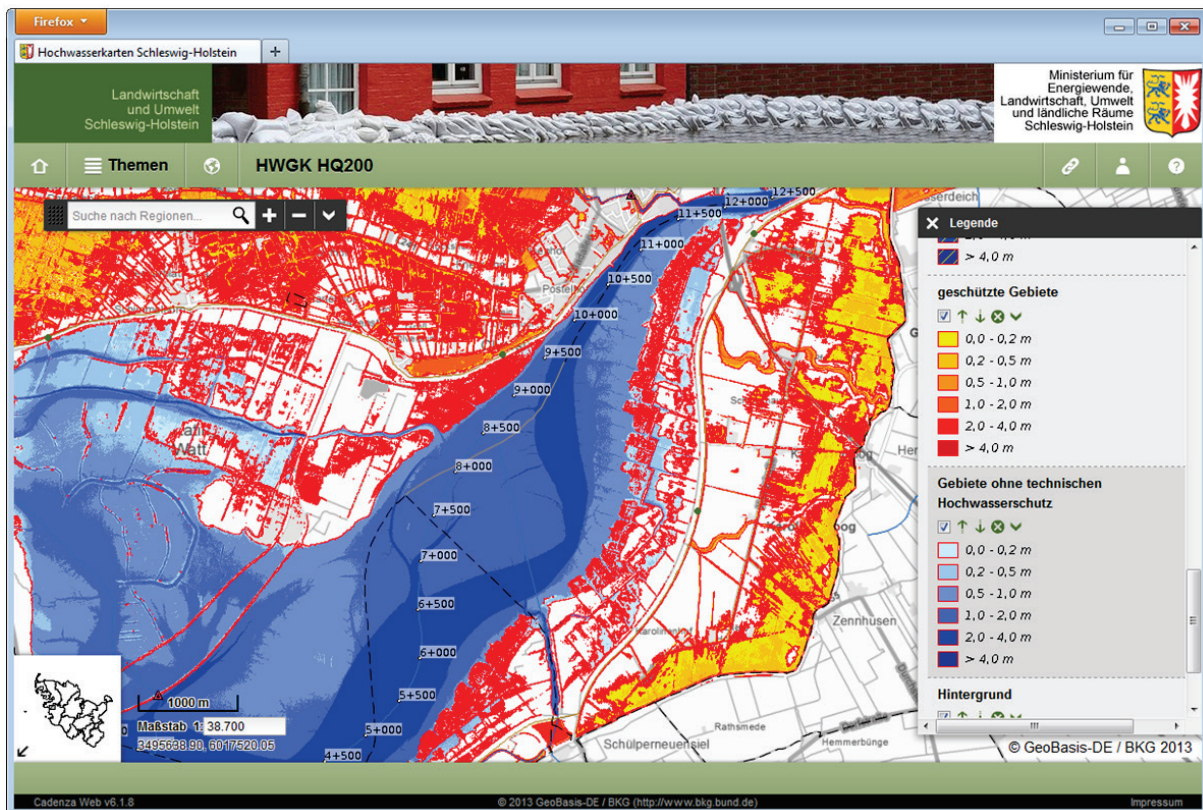 Firefox
Hochwasserkarten Schleswig-Holstein
Landwirtschaft
und Umwelt
Schleswig-Holstein
Ministerium für
Energiewende,
Landwirtschaft, Umwelt
und ländliche Räume
Schleswig-Holstein
Themen
HWGK HQ200
Suche nach Regionen...
12+500
12+000
11+500
11+000
10+500
10+000
9+500
9+000
8+500
8+000
7+500
7+000
6+500
6+000
5+500
5+000
4+500
Watt
Zennhusen
Rathsmede
Hemmerbünge
Schülperneuensiel
1000 m
Maßstab 1: 38.700
3495638.90, 6017520.05
Legende
> 4,0 m
geschützte Gebiete
0,0 - 0,2 m
0,2 - 0,5 m
0,5 - 1,0 m
1,0 - 2,0 m
2,0 - 4,0 m
> 4,0 m
Gebiete ohne technischen
Hochwasserschutz
0,0 - 0,2 m
0,2 - 0,5 m
0,5 - 1,0 m
1,0 - 2,0 m
2,0 - 4,0 m
> 4,0 m
Hintergrund
© GeoBasis-DE / BKG 2013
Cadenza Web v6.1.8
© 2013 GeoBasis-DE / BKG (http://www.bkg.bund.de)
Impressum